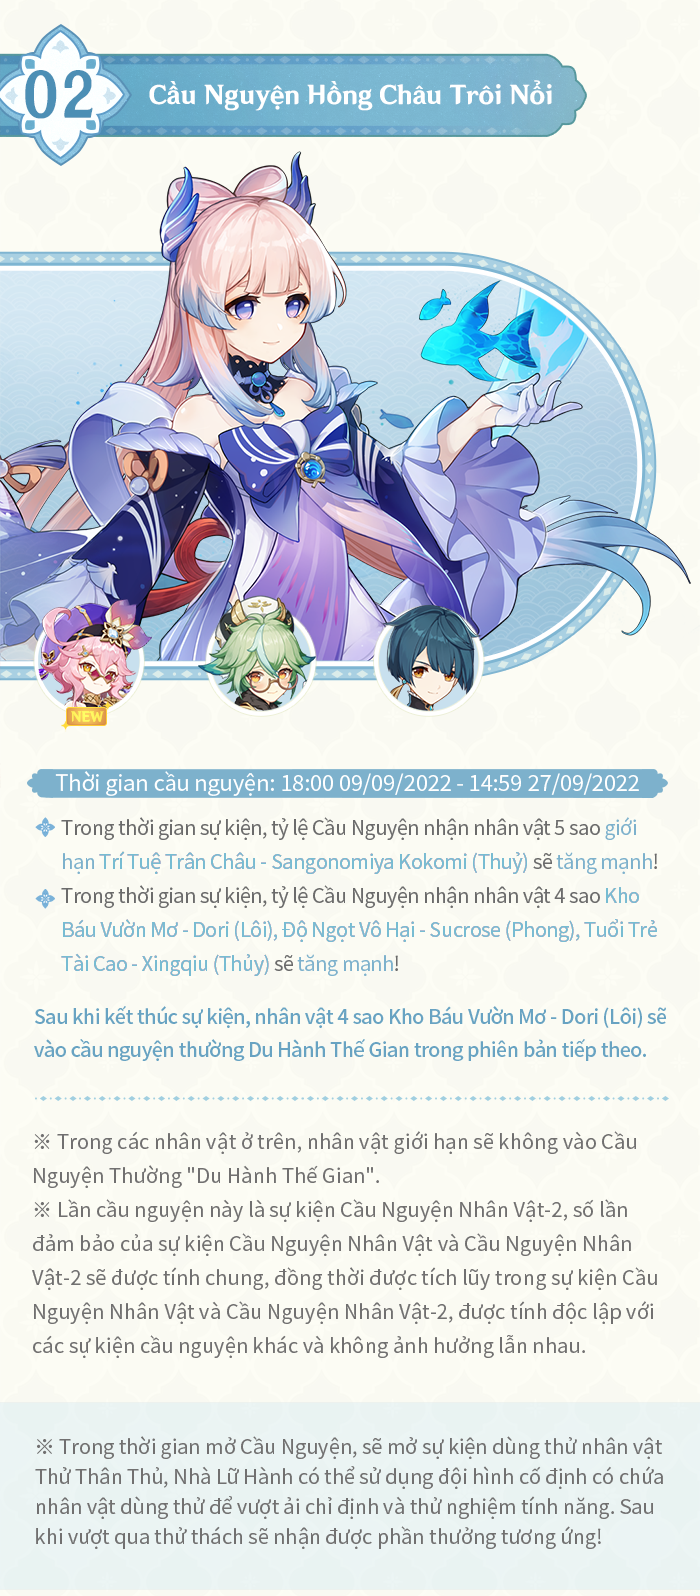 02
Cầu Nguyện Hồng Châu Trôi Nổi
NEW
Thời gian cầu nguyện: 18:00 09/09/2022 - 14:59 27/09/2022
Trong thời gian sự kiện, tỷ lệ Cầu Nguyện nhận nhân vật 5 sao giới
hạn Trí Tuệ Trân Châu - Sangonomiya Kokomi (Thuỷ) sẽ tăng mạnh!
Trong thời gian sự kiện, tỷ lệ Cầu Nguyện nhận nhân vật 4 sao Kho
Báu Vườn Mơ - Dori (Lôi), Độ Ngọt Vô Hại - Sucrose (Phong), Tuổi Trẻ
Tài Cao - Xingqiu (Thủy) sẽ tăng mạnh!
Sau khi kết thúc sự kiện, nhân vật 4 sao Kho Báu Vườn Mơ - Dori (Lôi) sẽ
vào cầu nguyện thường Du Hành Thế Gian trong phiên bản tiếp theo.
※ Trong các nhân vật ở trên, nhân vật giới hạn sẽ không vào Cầu
Nguyện Thường "Du Hành Thế Gian".
※ Lần cầu nguyện này là sự kiện Cầu Nguyện Nhân Vật-2, số lần
đảm bảo của sự kiện Cầu Nguyện Nhân Vật và Cầu Nguyện Nhân
Vật-2 sẽ được tính chung, đồng thời được tích lũy trong sự kiện Cầu
Nguyện Nhân Vật và Cầu Nguyện Nhân Vật-2, được tính độc lập với
các sự kiện cầu nguyện khác và không ảnh hưởng lẫn nhau.
※ Trong thời gian mở Cầu Nguyện, sẽ mở sự kiện dùng thử nhân vật
Thử Thân Thủ, Nhà Lữ Hành có thể sử dụng đội hình cố định có chứa
nhân vật dùng thử để vượt ải chỉ định và thử nghiệm tính năng. Sau
khi vượt qua thử thách sẽ nhận được phần thưởng tương ứng!